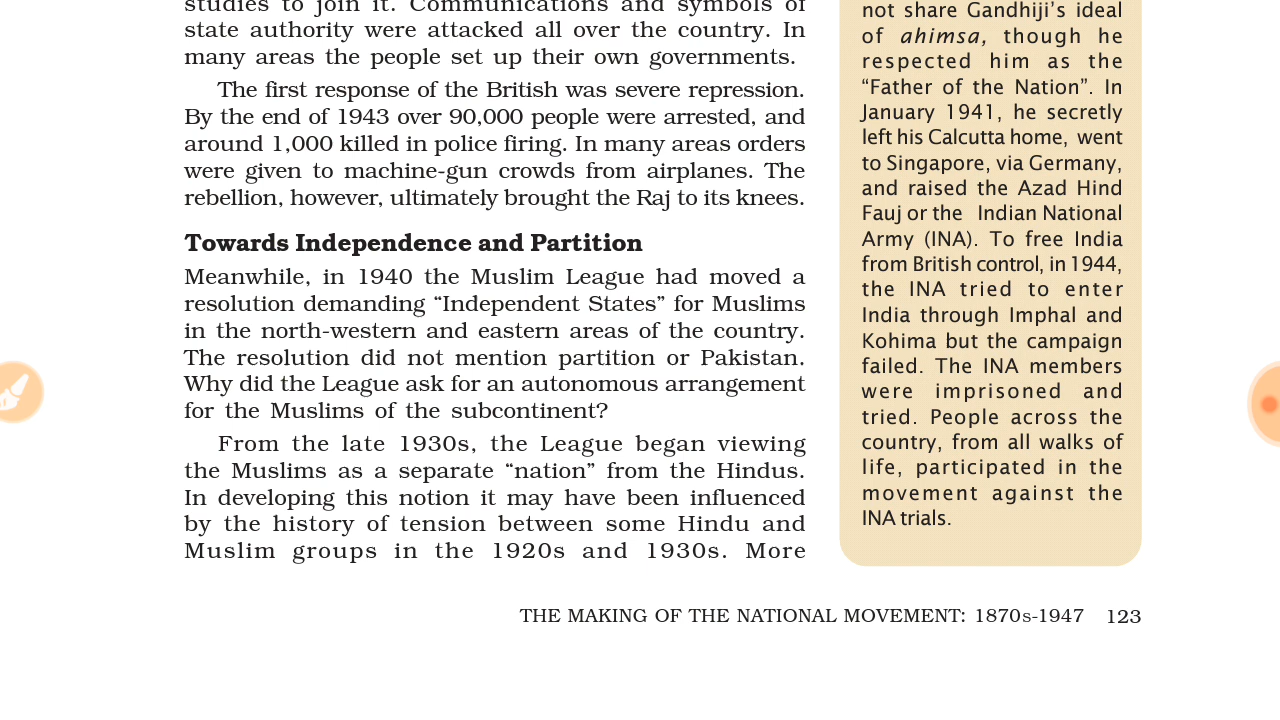 studies to join it. Communications and symbols of
state authority were attacked all over the country. In
many areas the people set up their own governments.
The first response of the British was severe repression.
By the end of 1943 over 90,000 people were arrested, and
around 1,000 killed in police firing. In many areas orders
were given to machine-gun crowds from airplanes. The
rebellion, however, ultimately brought the Raj to its knees.
Towards Independence and Partition
Meanwhile, in 1940 the Muslim League had moved a
resolution demanding “Independent States” for Muslims
in the north-western and eastern areas of the country.
The resolution did not mention partition or Pakistan.
Why did the League ask for an autonomous arrangement
for the Muslims of the subcontinent?
From the late 1930s, the League began viewing
the Muslims as a separate “nation” from the Hindus.
In developing this notion it may have been influenced
by the history of tension between some Hindu and
Muslim groups in the 1920s and 1930s. More
not share Gandhiji’s ideal
of ahimsa, though he
respected him as the
“Father of the Nation”. In
January 1941, he secretly
left his Calcutta home, went
to Singapore, via Germany,
and raised the Azad Hind
Fauj or the Indian National
Army (INA). To free India
from British control, in 1944,
the INA tried to enter
India through Imphal and
Kohima but the campaign
failed. The INA members
were imprisoned and
tried. People across the
country, from all walks of
life, participated in the
movement against the
INA trials.
THE MAKING OF THE NATIONAL MOVEMENT: 1870s-1947 123